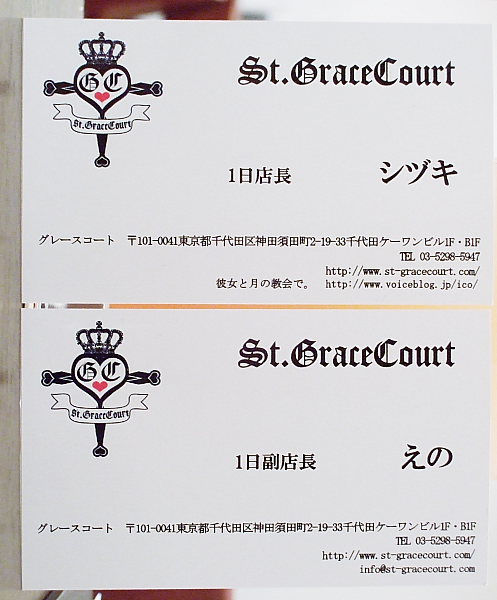 G C
St.GraceCourt
St.GraceCourt
1日店長 シヅキ
グレースコート 〒101-0041東京都千代田区神田須田町2-19-33千代田ケーワンビル1F・B1F
TEL 03-5298-5947
http://www.st-gracecourt.com/
彼女と月の教会で。 http://www.voiceblog.jp/ico/
G C
St.GraceCourt
St.GraceCourt
1日副店長 えの
グレースコート 〒101-0041東京都千代田区神田須田町2-19-33千代田ケーワンビル1F・B1F
TEL 03-5298-5947
http://www.st-gracecourt.com/
info@st-gracecourt.com